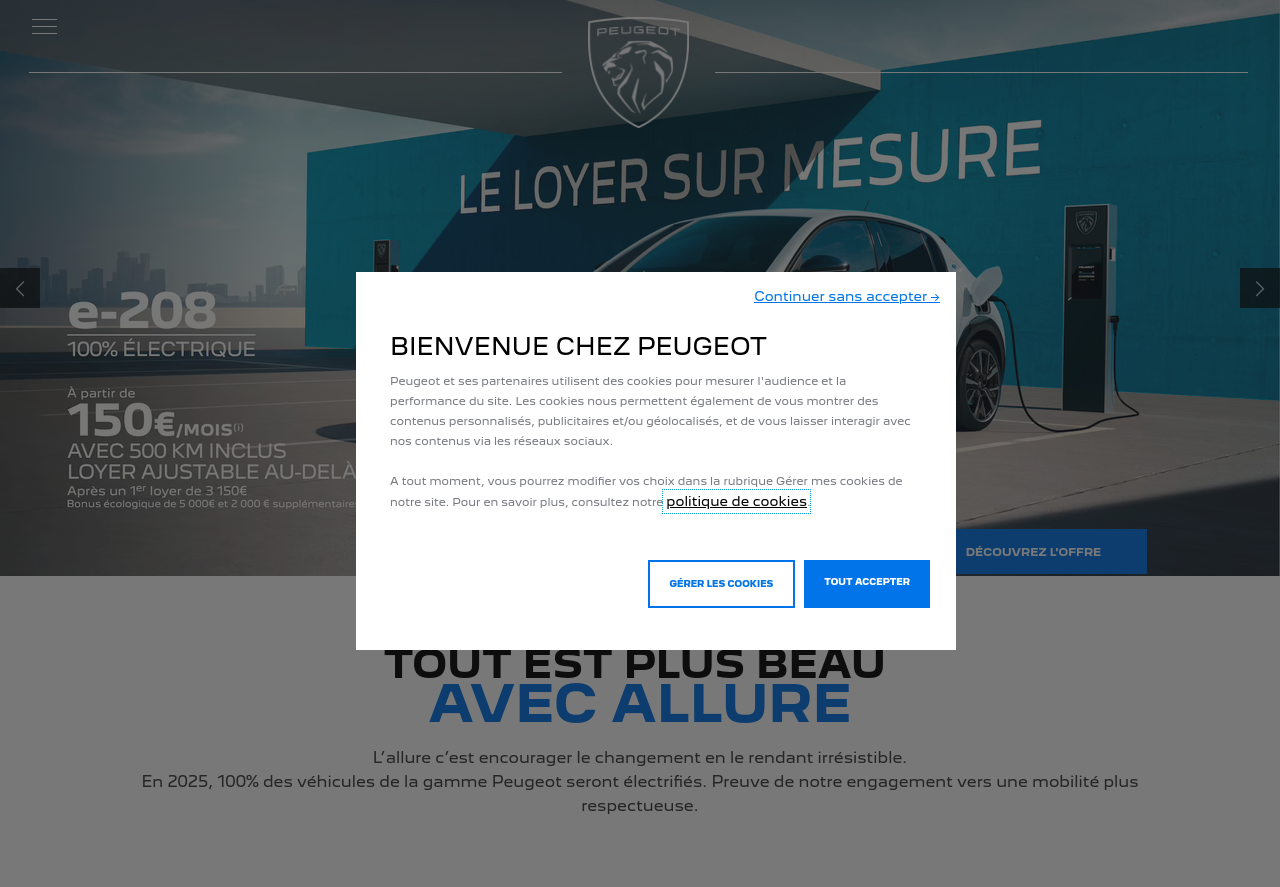 PEUGEOT
LE LOYER SUR MESURE
e-208
100% ÉLECTRIQUE
À partir de
150€/MOIS(i)
AVEC 500 KM INCLUS
LOYER AJUSTABLE AU-DELÀ
Après un 1er loyer de 3 150€
Bonus écologique de 5 000€ et 2 000 € supplémentaire
Continuer sans accepter →
BIENVENUE CHEZ PEUGEOT
Peugeot et ses partenaires utilisent des cookies pour mesurer l'audience et la
performance du site. Les cookies nous permettent également de vous montrer des
contenus personnalisés, publicitaires et/ou géolocalisés, et de vous laisser interagir avec
nos contenus via les réseaux sociaux.
A tout moment, vous pourrez modifier vos choix dans la rubrique Gérer mes cookies de
notre site. Pour en savoir plus, consultez notre politique de cookies.
GÉRER LES COOKIES
TOUT ACCEPTER
DÉCOUVREZ L'OFFRE
TOUT EST PLUS BEAU
AVEC ALLURE
L’allure c’est encourager le changement en le rendant irrésistible.
En 2025, 100% des véhicules de la gamme Peugeot seront électrifiés. Preuve de notre engagement vers une mobilité plus
respectueuse.